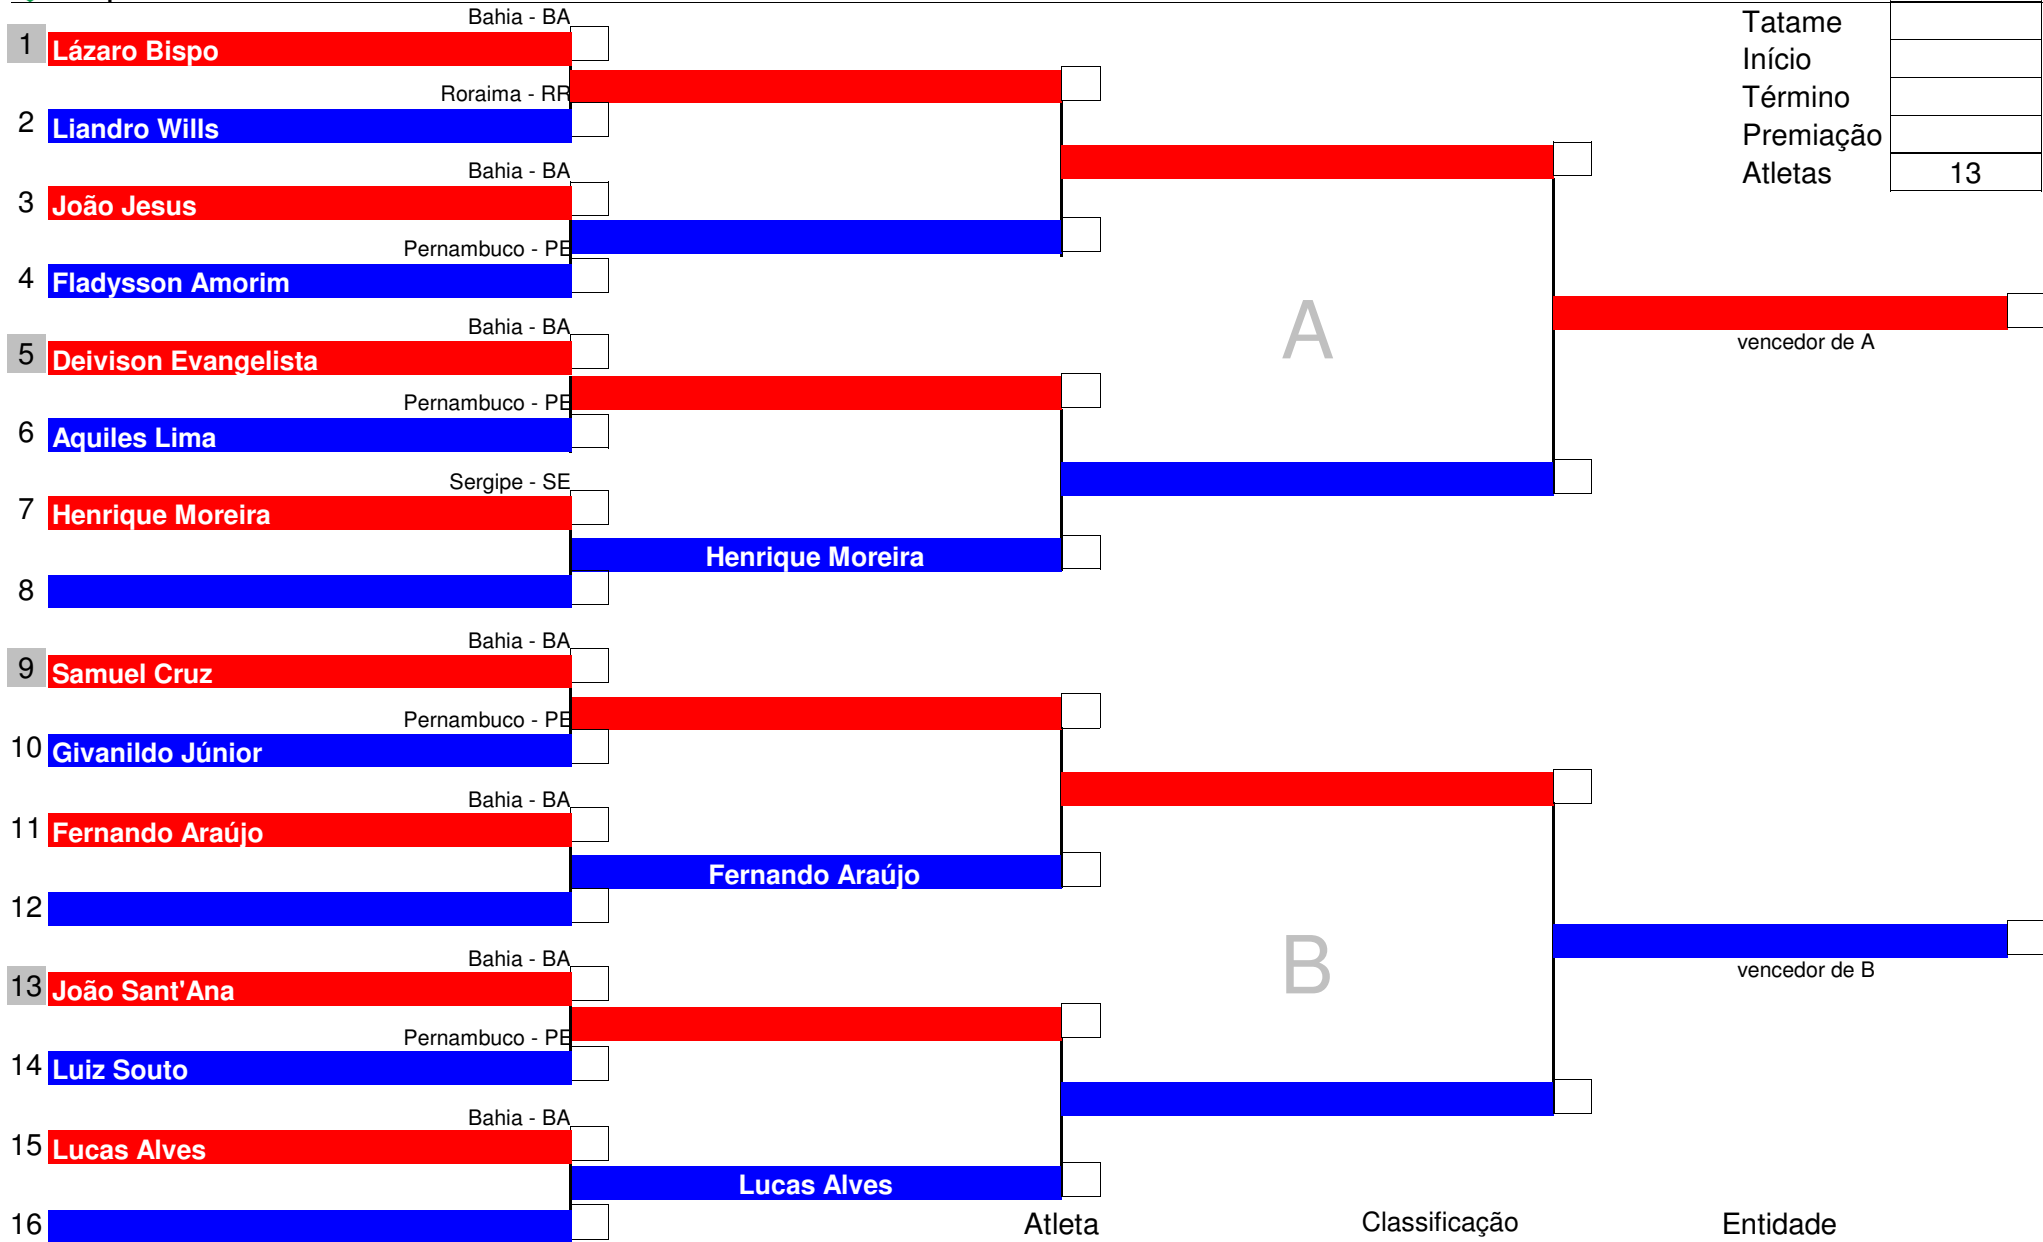 Bahia - BA
1 Lázaro Bispo
Roraima - RR
2 Liandro Wills
Bahia - BA
3 João Jesus
Pernambuco - PE
4 Fladysson Amorim
Bahia - BA
5 Deivison Evangelista
Pernambuco - PE
6 Aquiles Lima
Sergipe - SE
7 Henrique Moreira
Henrique Moreira
8
Bahia - BA
9 Samuel Cruz
Pernambuco - PE
10 Givanildo Júnior
Bahia - BA
11 Fernando Araújo
Fernando Araújo
12
Bahia - BA
13 João Sant'Ana
Pernambuco - PE
14 Luiz Souto
Bahia - BA
15 Lucas Alves
Lucas Alves
16
A
B
vencedor de A
vencedor de B
Tatame
Início
Término
Premiação
Atletas 13
Atleta Classificação Entidade